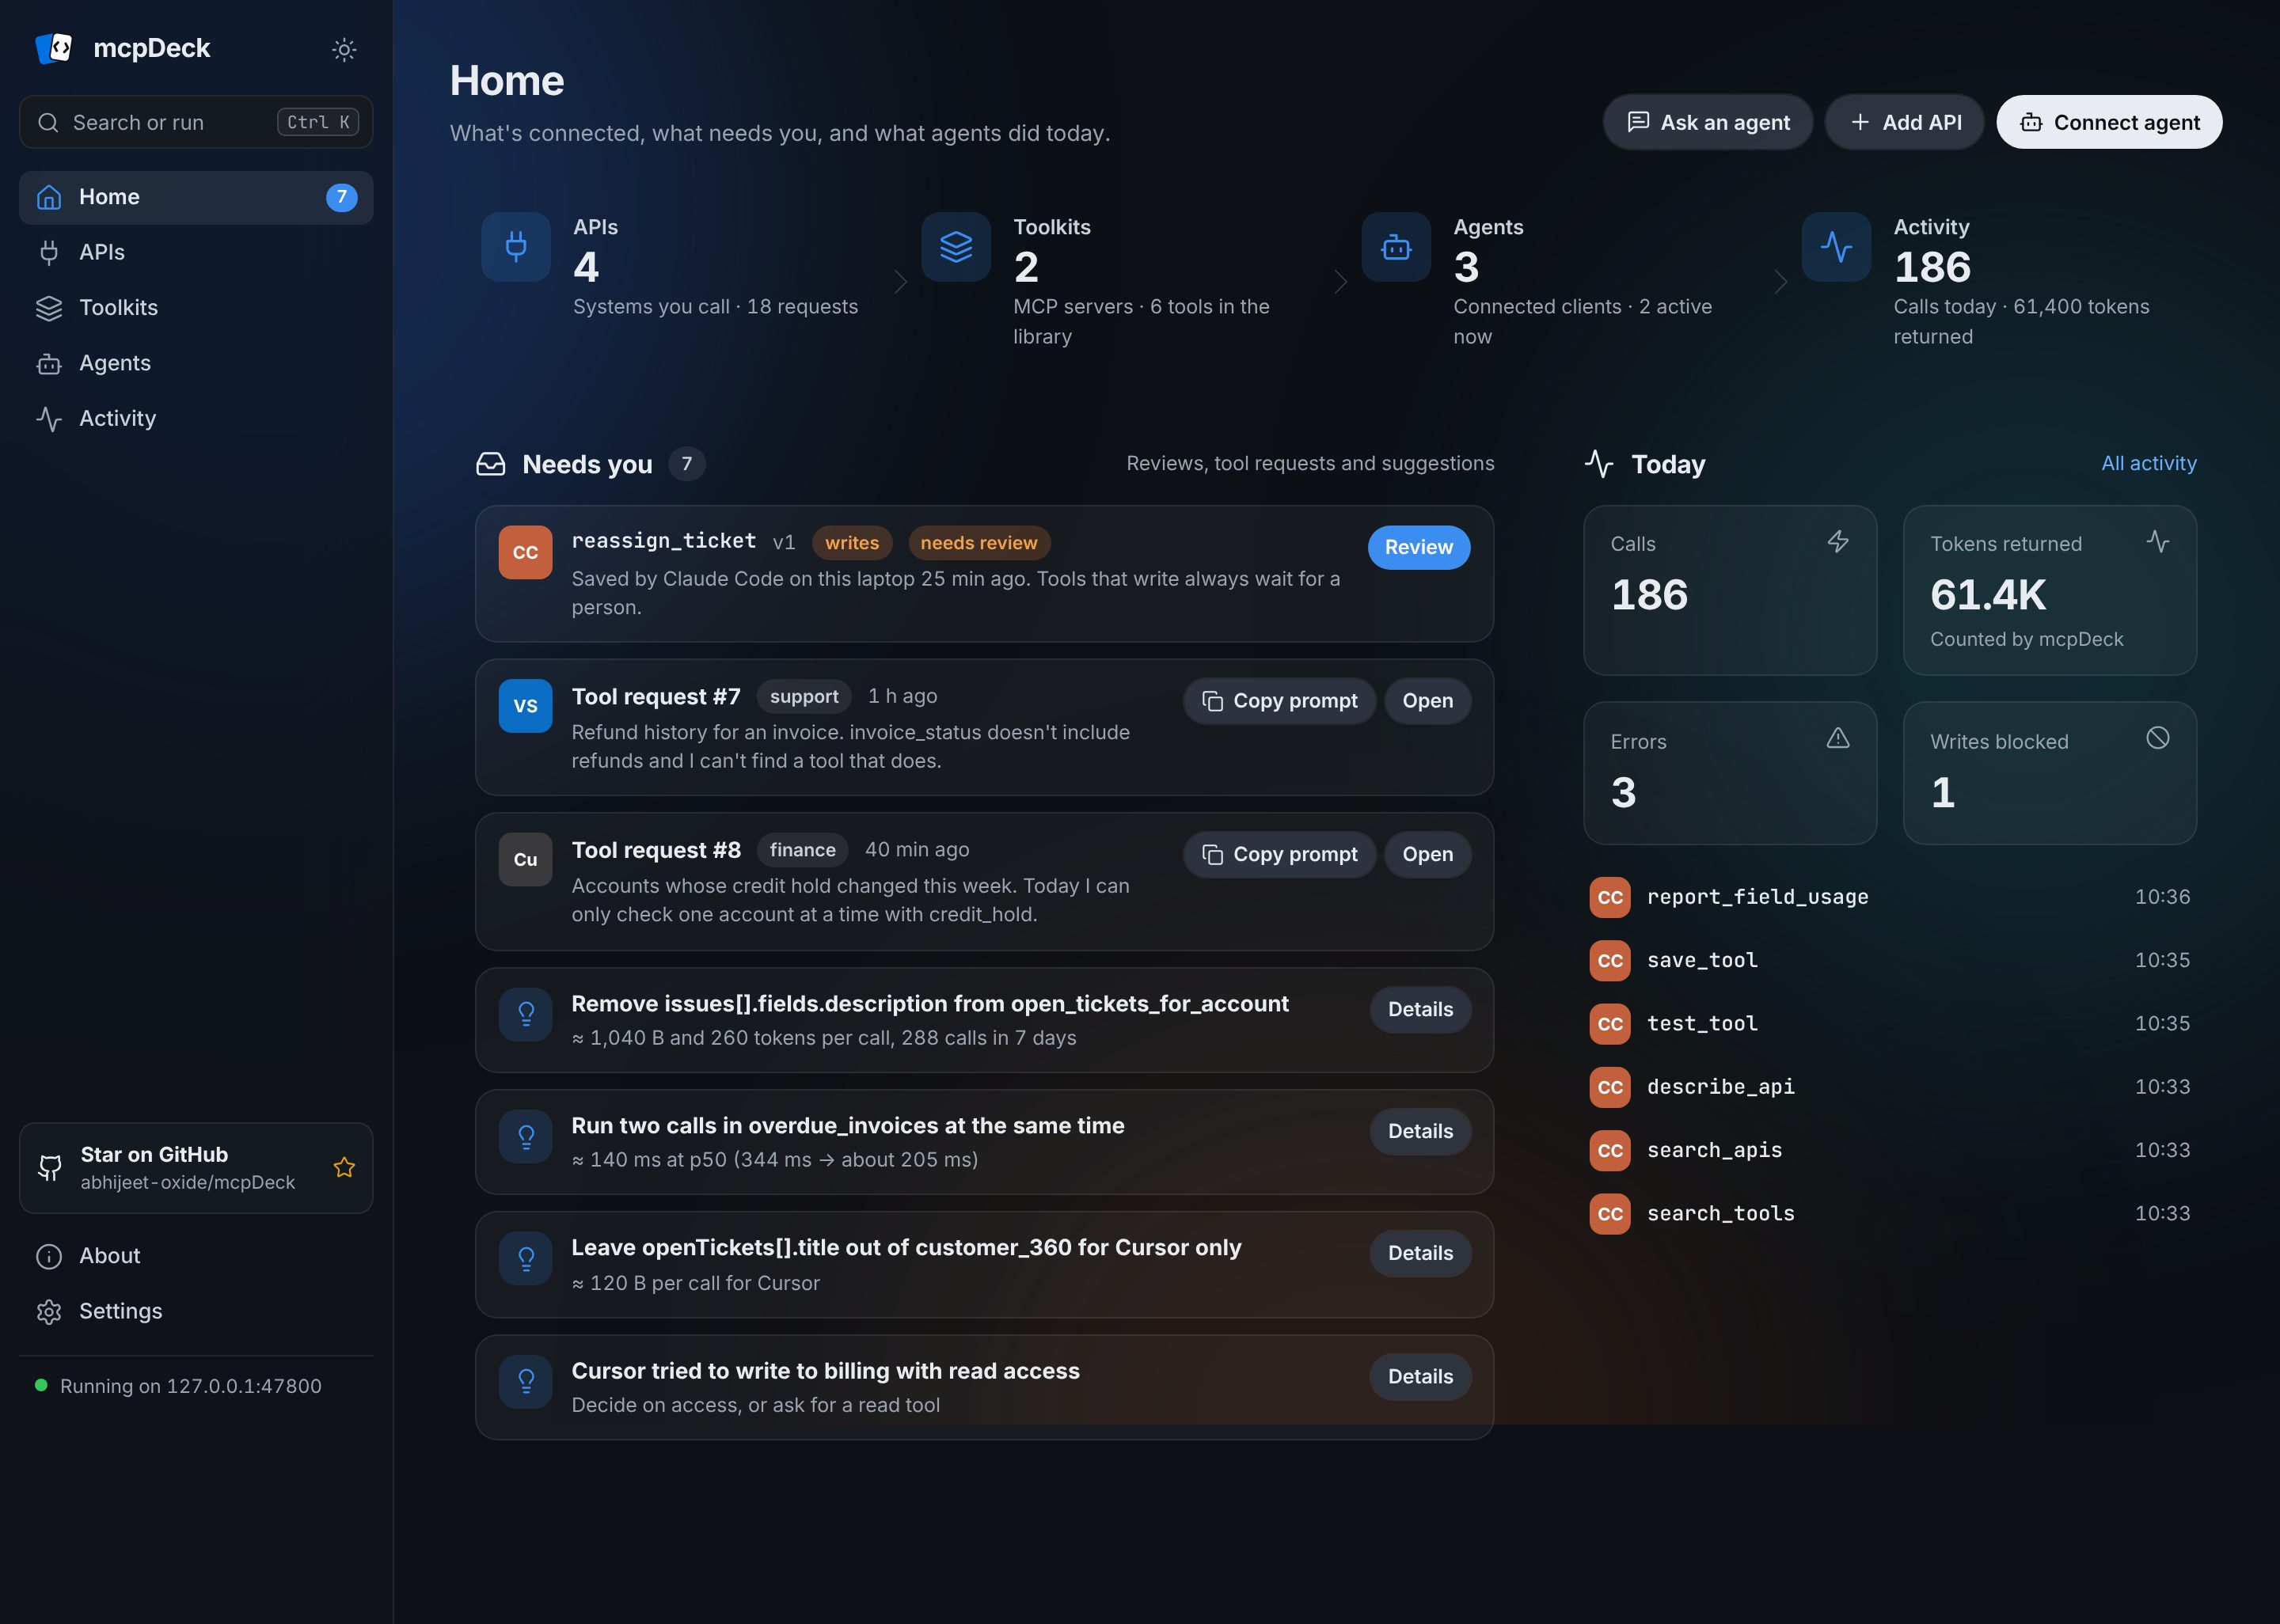 mcpDeck
Search or run
Ctrl K
Home
7
APIs
Toolkits
Agents
Activity
Star on GitHub
abhijeet-oxide/mcpDeck
About
Settings
Running on 127.0.0.1:47800
Home
What's connected, what needs you, and what agents did today.
Ask an agent
Add API
Connect agent
APIs
4
Systems you call · 18 requests
Toolkits
2
MCP servers · 6 tools in the
library
Agents
3
Connected clients · 2 active
now
Activity
186
Calls today · 61,400 tokens
returned
Needs you
7
Reviews, tool requests and suggestions
CC
reassign_ticket v1 writes needs review
Saved by Claude Code on this laptop 25 min ago. Tools that write always wait for a
person.
Review
VS
Tool request #7 support 1 h ago
Refund history for an invoice. invoice_status doesn't include
refunds and I can't find a tool that does.
Copy prompt
Open
Cu
Tool request #8 finance 40 min ago
Accounts whose credit hold changed this week. Today I can
only check one account at a time with credit_hold.
Copy prompt
Open
Remove issues[].fields.description from open_tickets_for_account
≈ 1,040 B and 260 tokens per call, 288 calls in 7 days
Details
Run two calls in overdue_invoices at the same time
≈ 140 ms at p50 (344 ms → about 205 ms)
Details
Leave openTickets[].title out of customer_360 for Cursor only
≈ 120 B per call for Cursor
Details
Cursor tried to write to billing with read access
Decide on access, or ask for a read tool
Details
Today
All activity
Calls
186
Tokens returned
61.4K
Counted by mcpDeck
Errors
3
Writes blocked
1
CC report_field_usage 10:36
CC save_tool 10:35
CC test_tool 10:35
CC describe_api 10:33
CC search_apis 10:33
CC search_tools 10:33